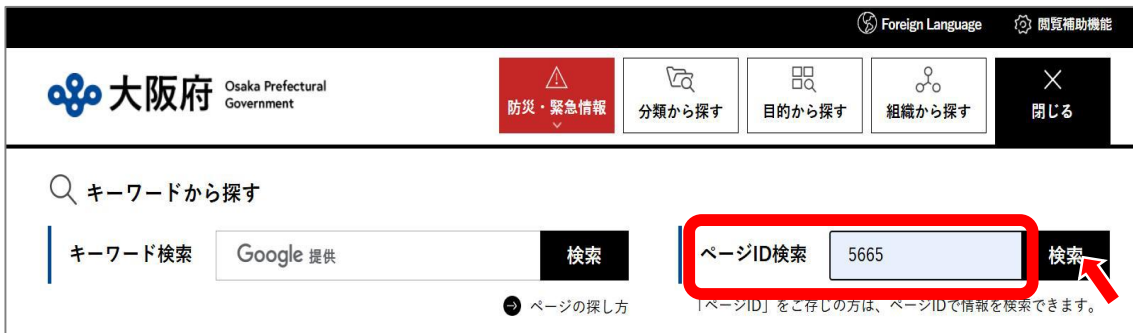 Foreign Language 閲覧補助機能
大阪府 Osaka Prefectural
Government
防災・緊急情報 分類から探す 目的から探す 組織から探す 閉じる
キーワードから探す
キーワード検索 Google 提供 検索 ページID検索 5665 検索
ページの探し方 「ページID」をご存じの方は、ページIDで情報を検索できます。